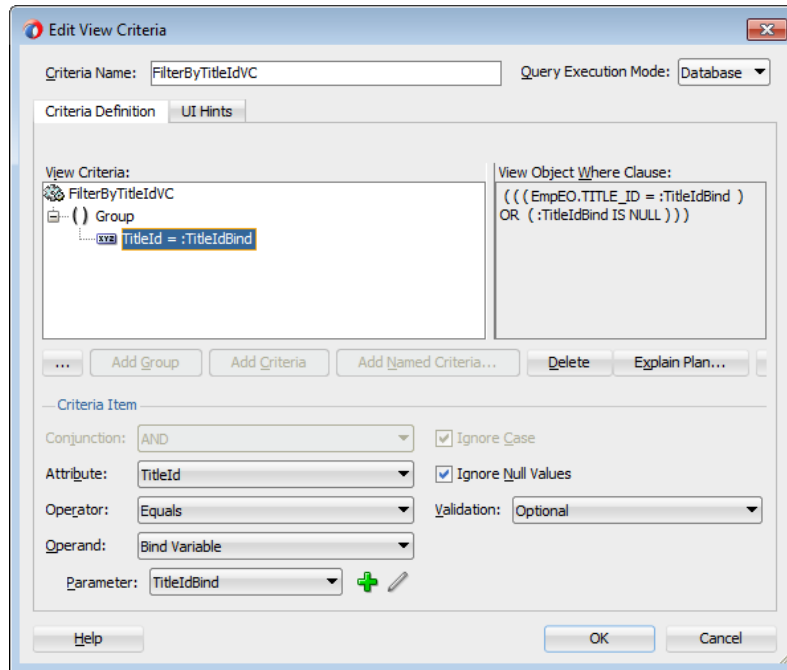 Edit View Criteria
Criteria Name: FilterByTitleIdVC Query Execution Mode: Database
Criteria Definition UI Hints
View Criteria: View Object Where Clause:
FilterByTitleIdVC
( ) Group
XYZ TitleId = :TitleIdBind
( ( (EmpEO.TITLE_ID = :TitleIdBind )
OR ( :TitleIdBind IS NULL ) ) )
... Add Group Add Criteria Add Named Criteria... Delete Explain Plan...
Criteria Item
Conjunction: AND Ignore Case
Attribute: TitleId Ignore Null Values
Operator: Equals Validation: Optional
Operand: Bind Variable
Parameter: TitleIdBind
Help OK Cancel